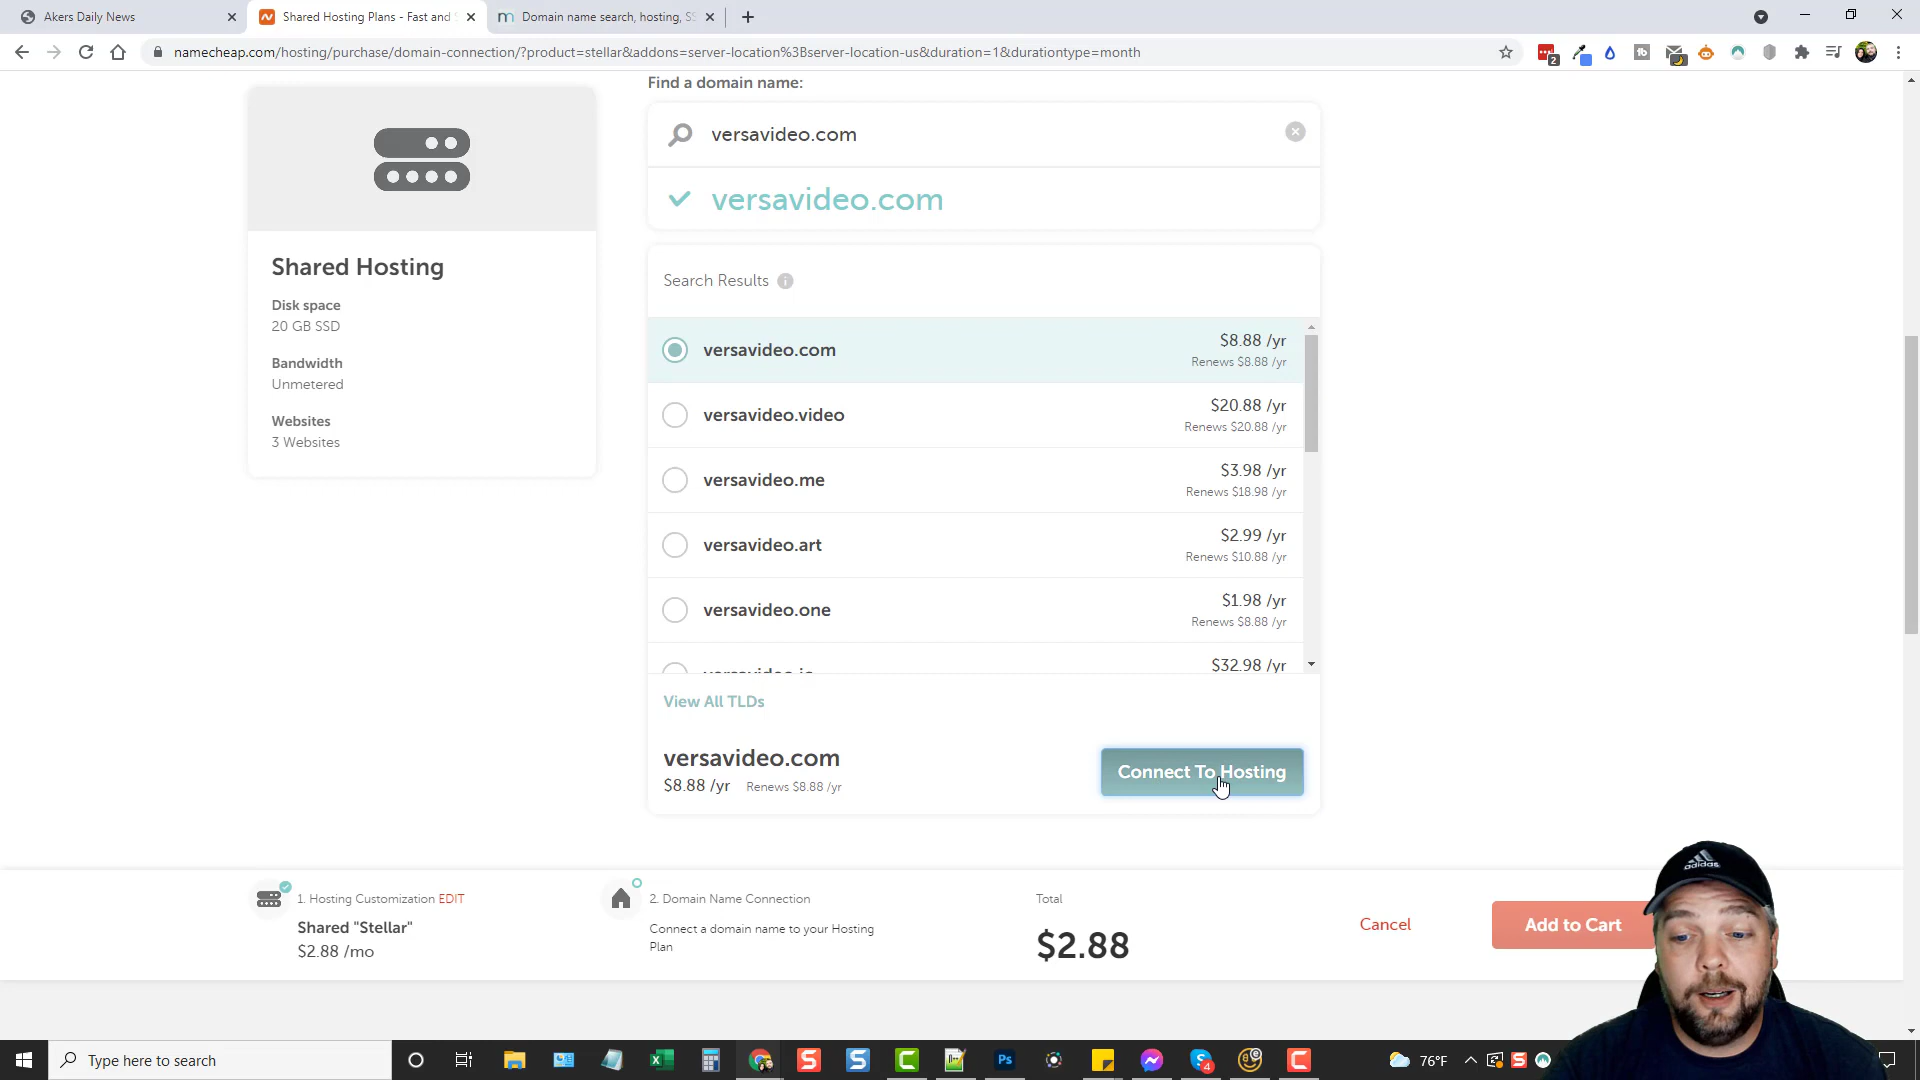 Akers Daily News
Shared Hosting Plans - Fast and S
Domain name search, hosting, SS
namecheap.com/hosting/purchase/domain-connection/?product=stellar&addons=server-location%3Bserver-location-us&duration=1&durationtype=month
2
Find a domain name:
versavideo.com
versavideo.com
Shared Hosting
Disk space
20 GB SSD
Bandwidth
Unmetered
Websites
3 Websites
Search Results
versavideo.com
$8.88 /yr
Renews $8.88 /yr
versavideo.video
$20.88 /yr
Renews $20.88 /yr
versavideo.me
$3.98 /yr
Renews $18.98 /yr
versavideo.art
$2.99 /yr
Renews $10.88 /yr
versavideo.one
$1.98 /yr
Renews $8.88 /yr
$32.98 /yr
View All TLDs
versavideo.com
$8.88 /yr Renews $8.88 /yr
Connect To Hosting
1. Hosting Customization EDIT
Shared "Stellar"
$2.88 /mo
2. Domain Name Connection
Connect a domain name to your Hosting
Plan
Total
$2.88
Cancel
Add to Cart
adidas
Type here to search
Ps
4
76°F